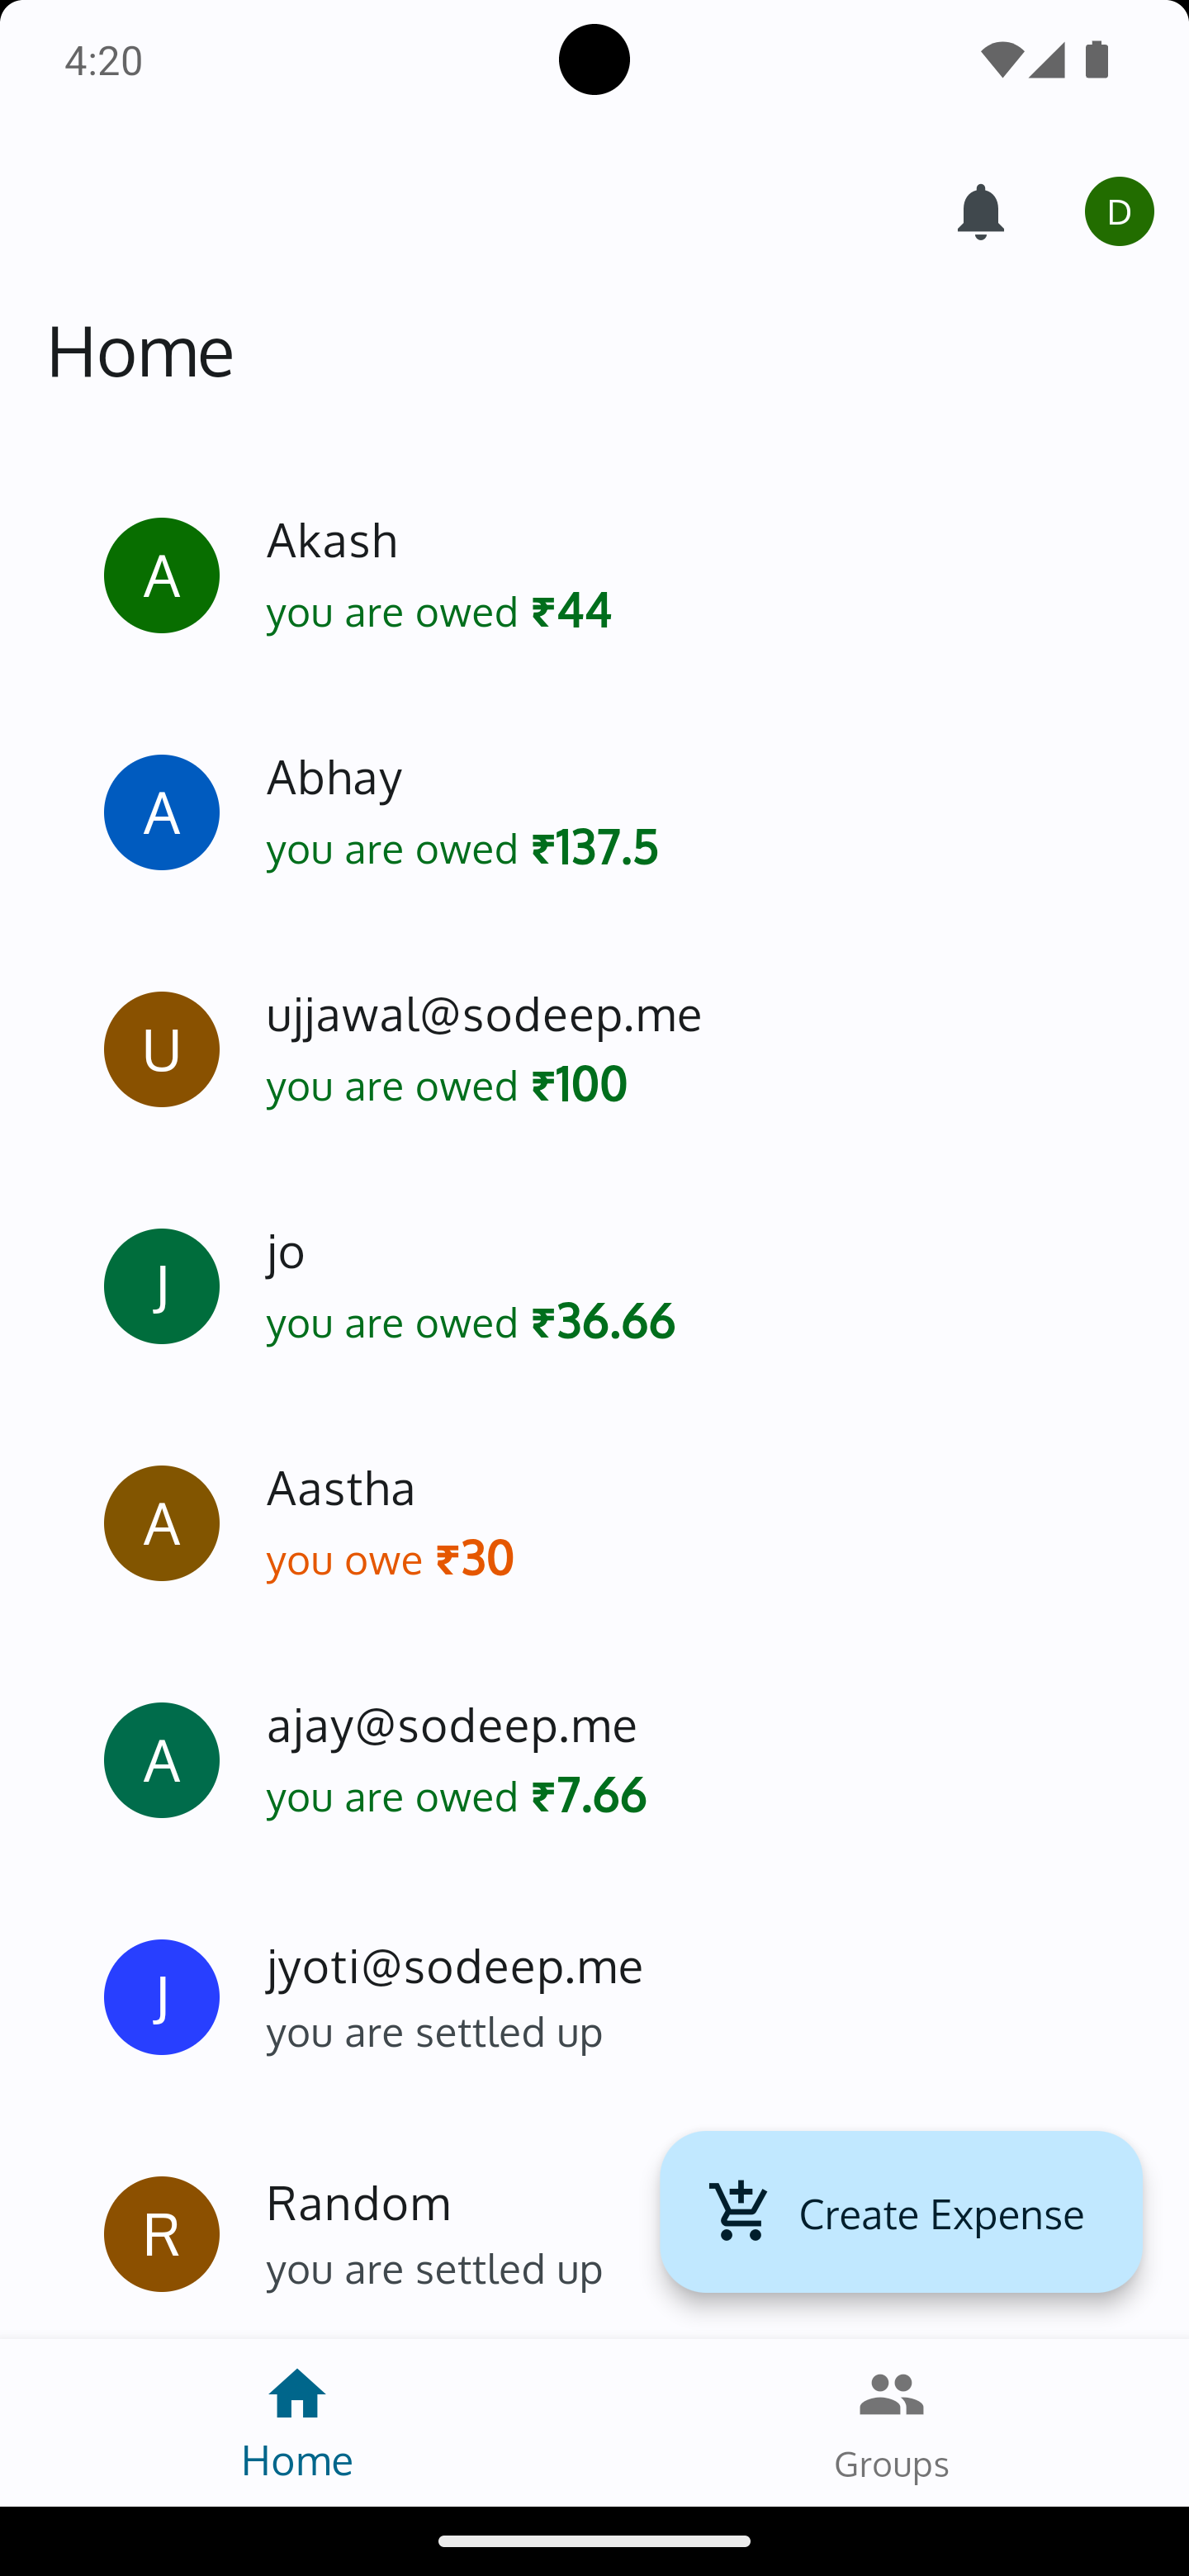 4:20
D
Home
A
Akash
you are owed ₹44
A
Abhay
you are owed ₹137.5
U
ujjawal@sodeep.me
you are owed ₹100
J
jo
you are owed ₹36.66
A
Aastha
you owe ₹30
A
ajay@sodeep.me
you are owed ₹7.66
J
jyoti@sodeep.me
you are settled up
R
Random
you are settled up
Create Expense
Home
Groups